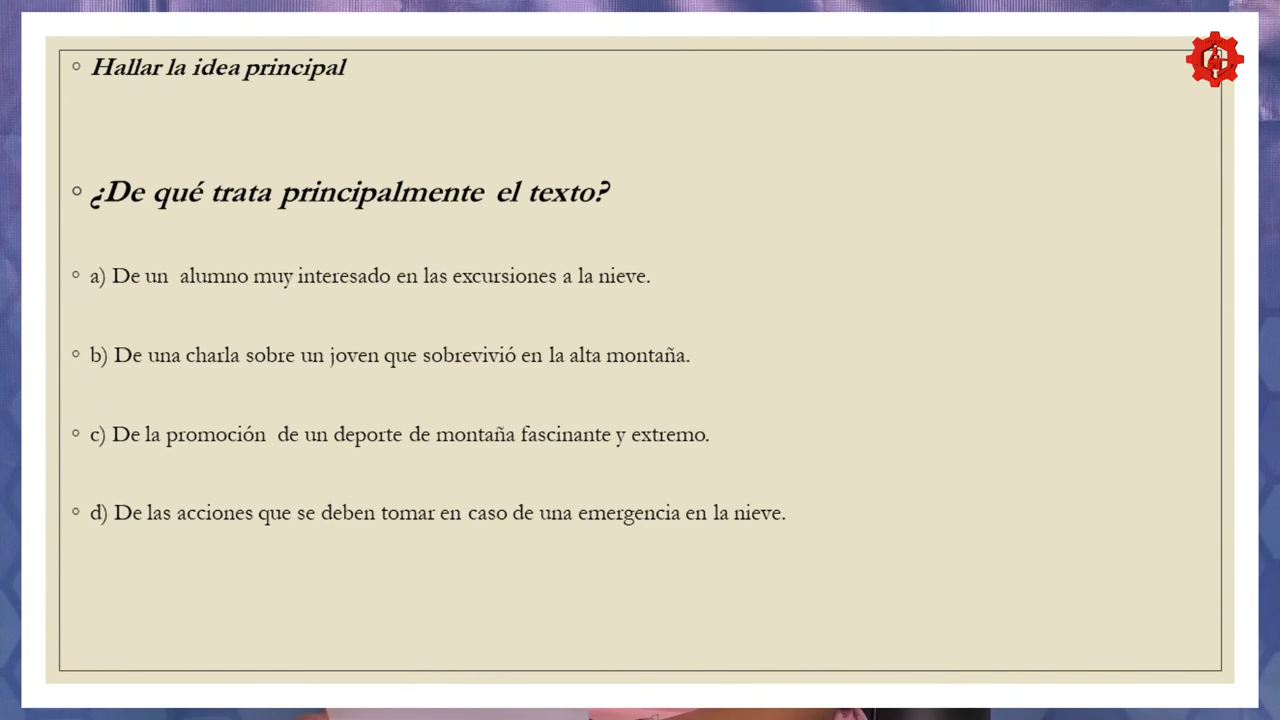 Hallar la idea principal
¿De qué trata principalmente el texto?
a) De un alumno muy interesado en las excursiones a la nieve.
b) De una charla sobre un joven que sobrevivió en la alta montaña.
c) De la promoción de un deporte de montaña fascinante y extremo.
d) De las acciones que se deben tomar en caso de una emergencia en la nieve.